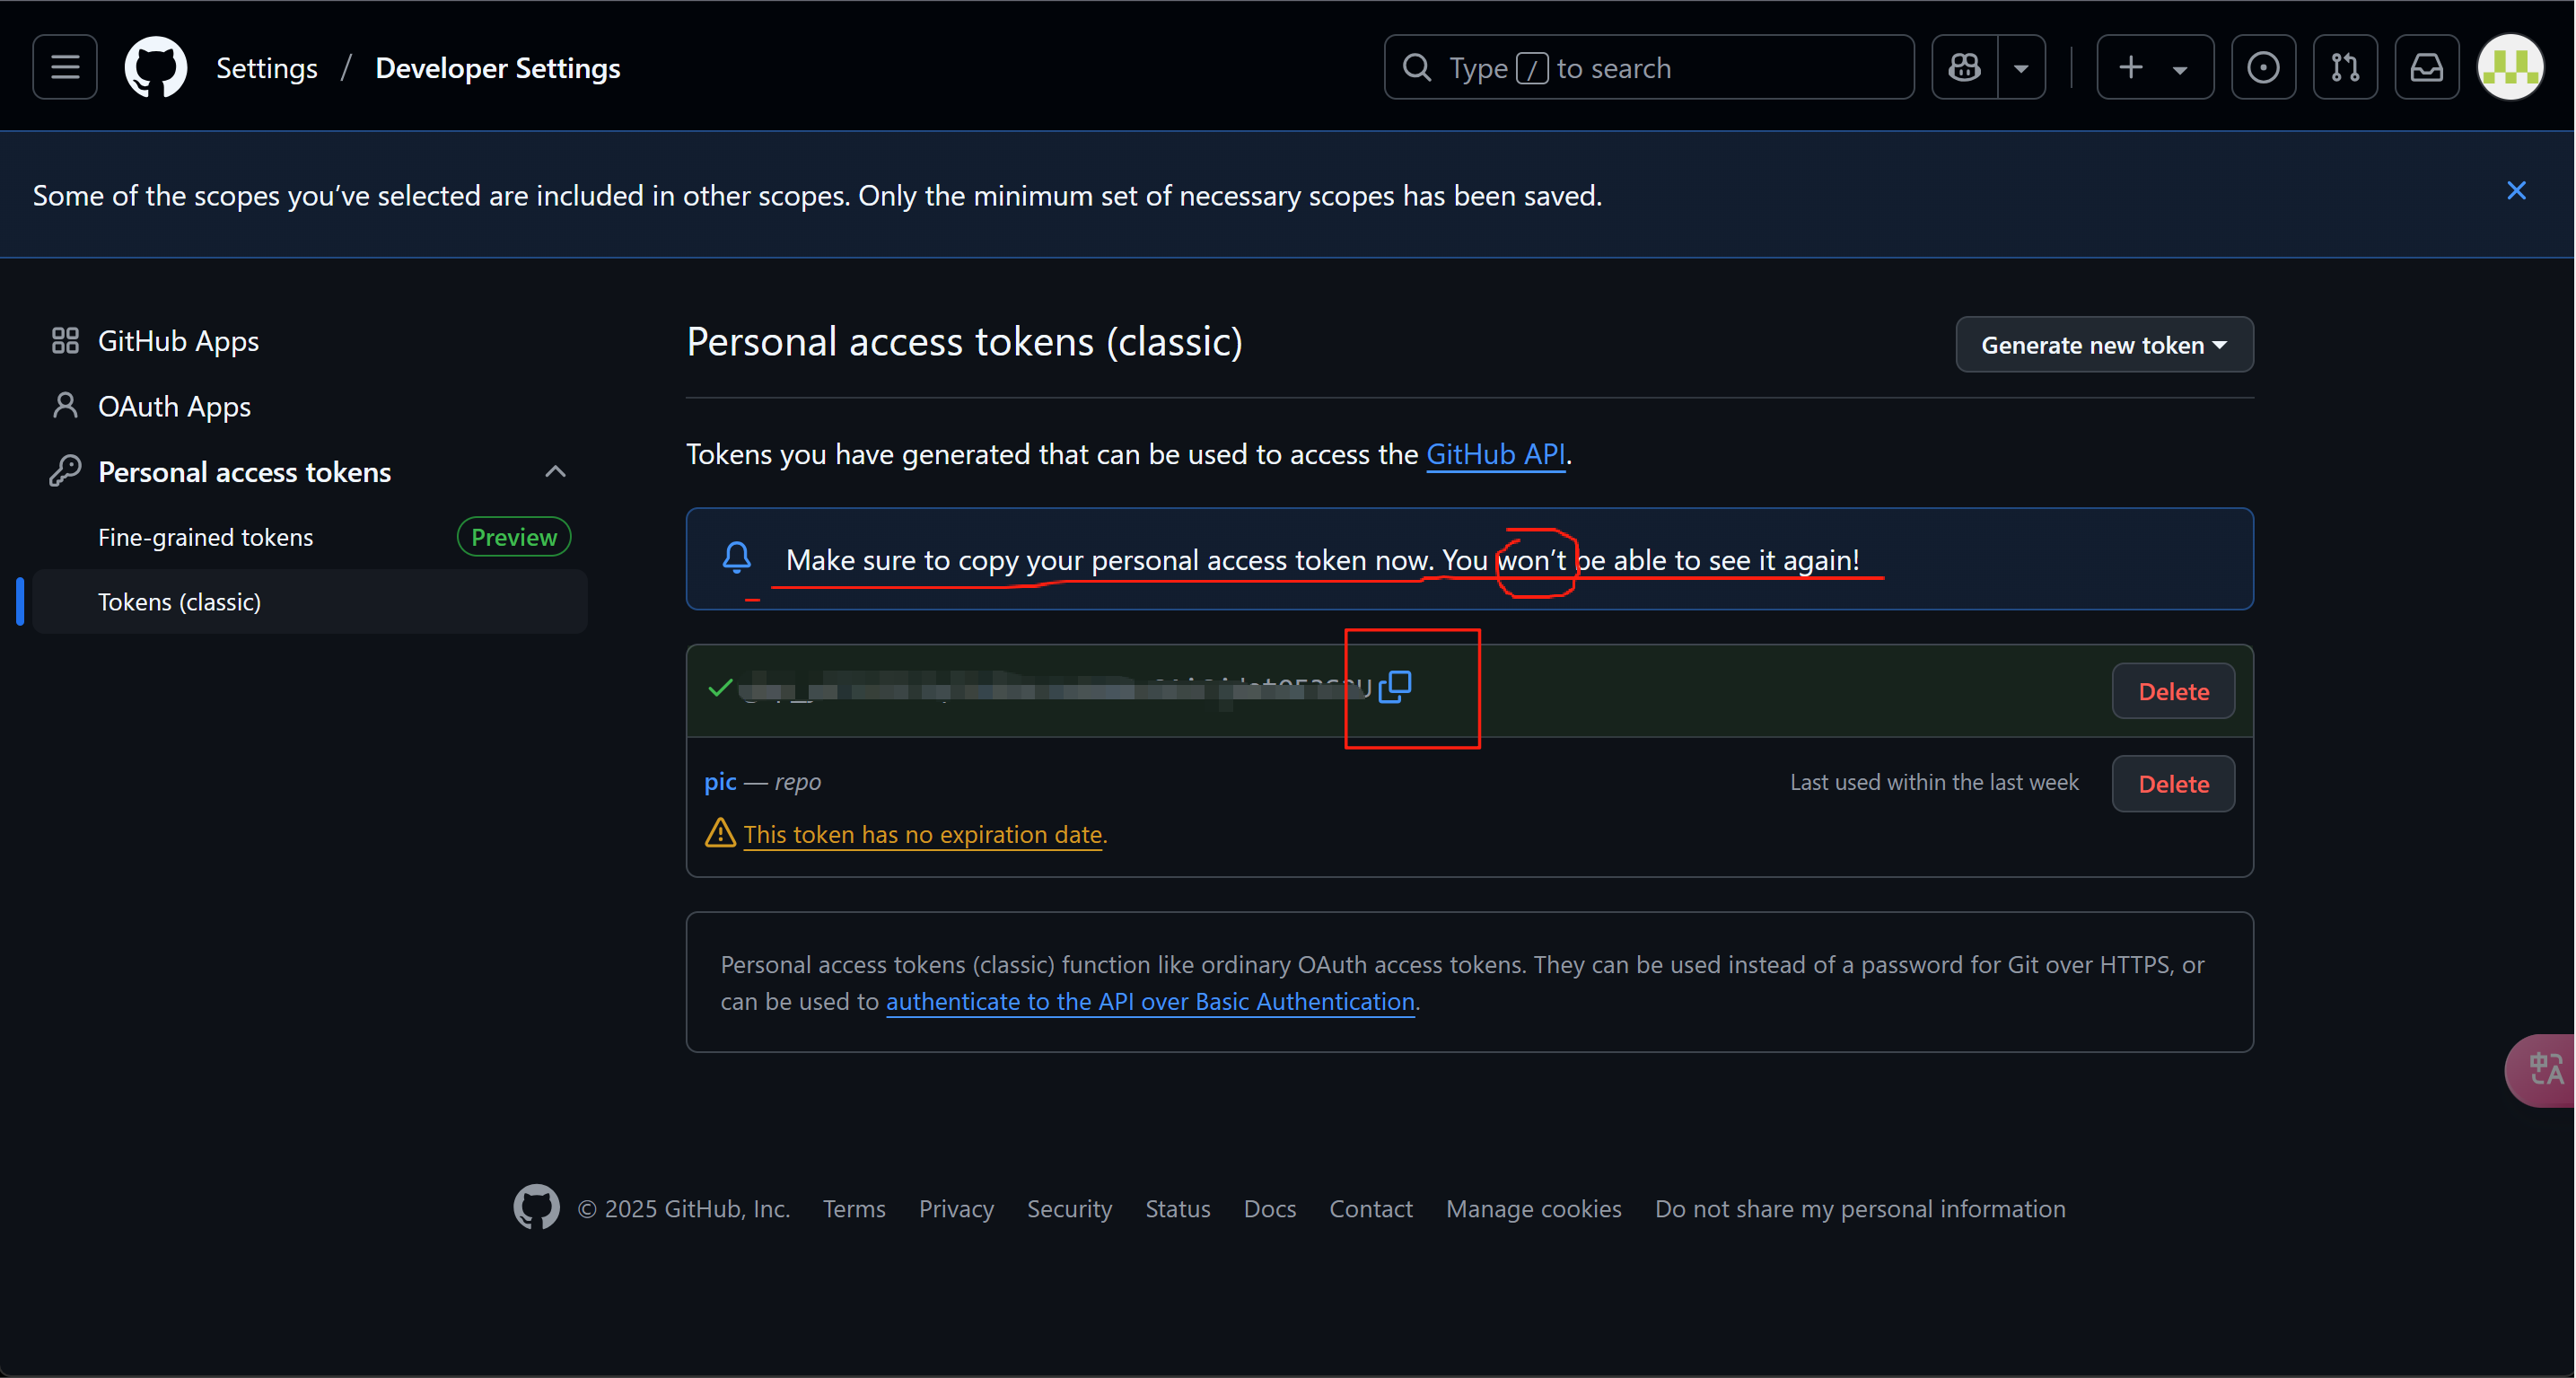 Settings / Developer Settings
Type / to search
Some of the scopes you’ve selected are included in other scopes. Only the minimum set of necessary scopes has been saved.
GitHub Apps
OAuth Apps
Personal access tokens
Fine-grained tokens Preview
Tokens (classic)
Personal access tokens (classic)
Generate new token
Tokens you have generated that can be used to access the GitHub API.
Make sure to copy your personal access token now. You won’t be able to see it again!
Delete
pic — repo
Last used within the last week
Delete
This token has no expiration date.
Personal access tokens (classic) function like ordinary OAuth access tokens. They can be used instead of a password for Git over HTTPS, or
can be used to authenticate to the API over Basic Authentication.
中A
© 2025 GitHub, Inc. Terms Privacy Security Status Docs Contact Manage cookies Do not share my personal information